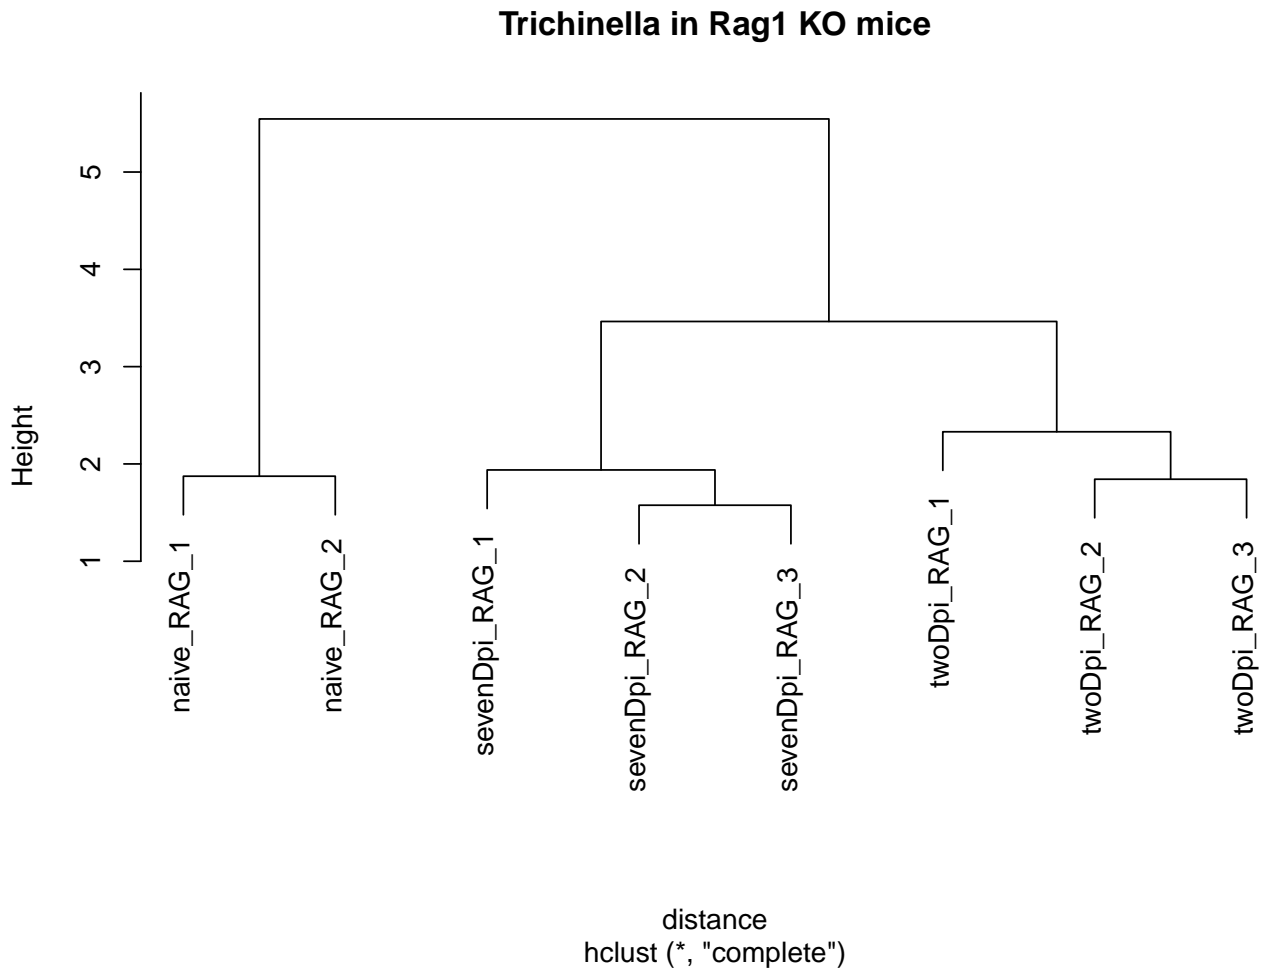 Trichinella in Rag1 KO mice
Height
5
4
3
2
1
naive_RAG_1
naive_RAG_2
sevenDpi_RAG_1
sevenDpi_RAG_2
sevenDpi_RAG_3
twoDpi_RAG_1
twoDpi_RAG_2
twoDpi_RAG_3
distance
hclust (*, "complete")